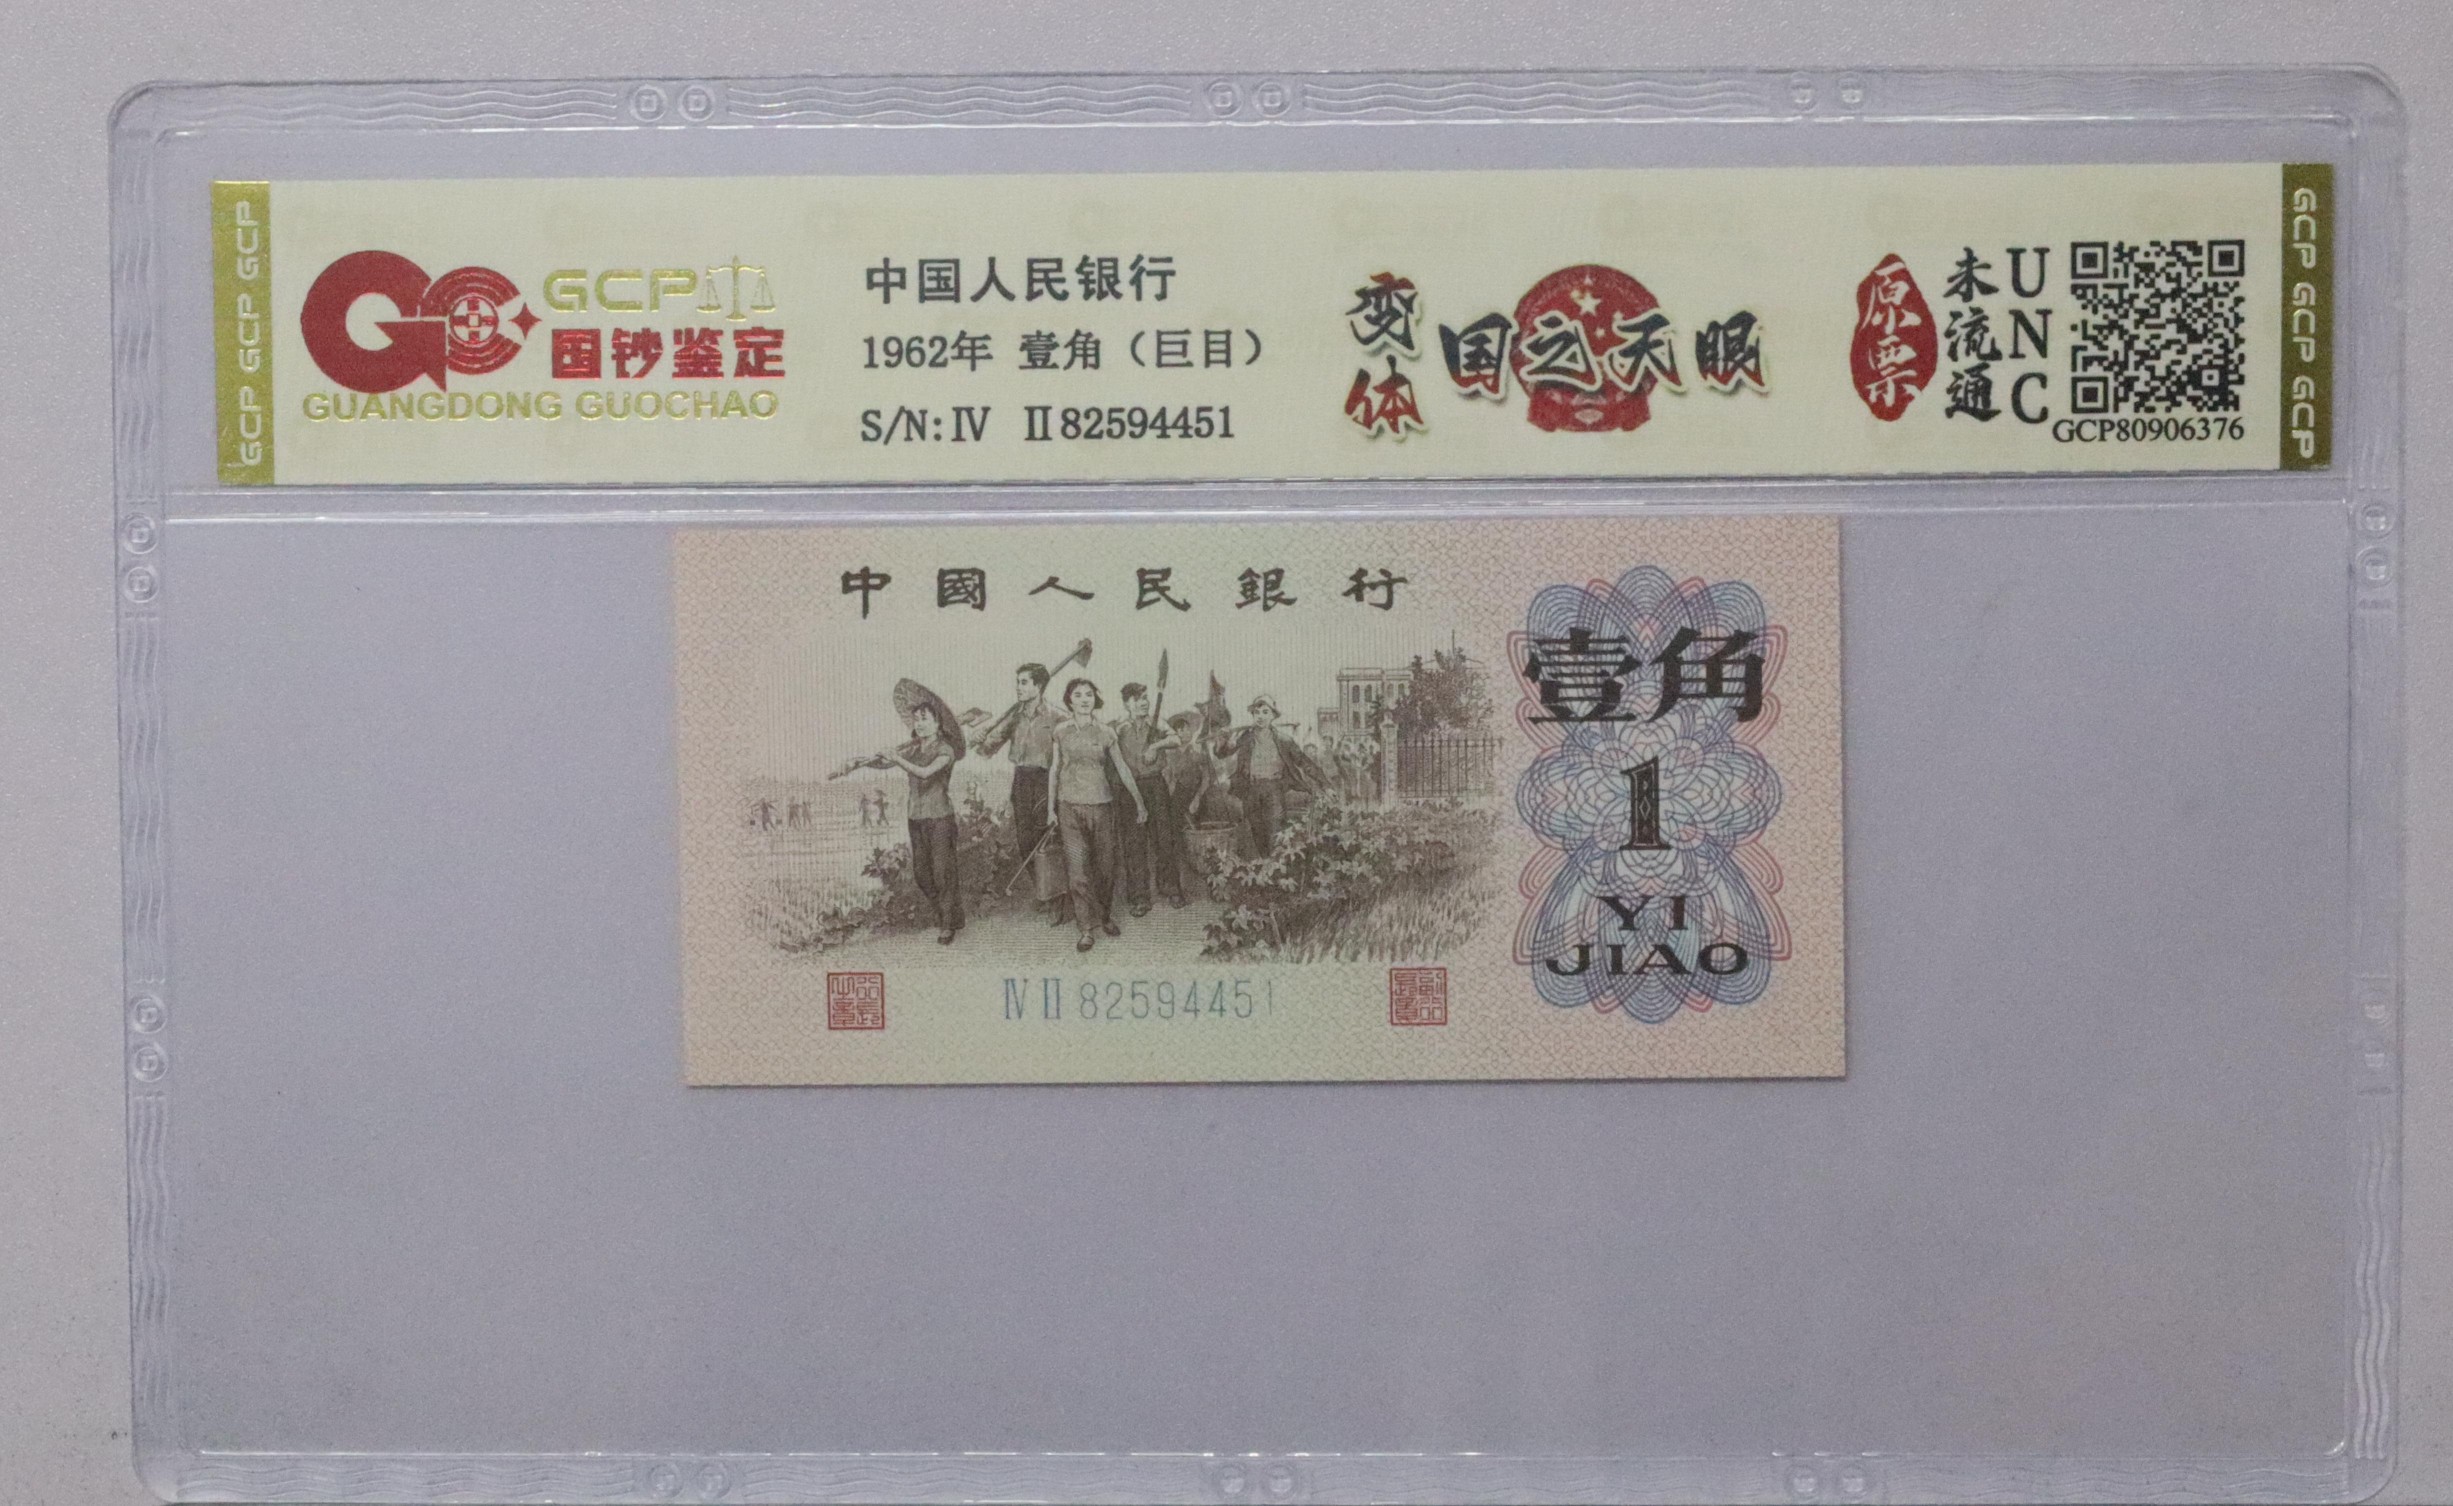 GCP GCP GCP
GCP
国钞鉴定
GUANGDONG GUOCHAO
中国人民银行
1962年 壹角（巨目）
S/N: Ⅳ Ⅱ82594451
变体
国之天眼
原票
未流通
UNC
GCP80906376
GCP GCP GCP
中國人民銀行
壹角
1
YI
JIAO
Ⅳ Ⅱ 82594451